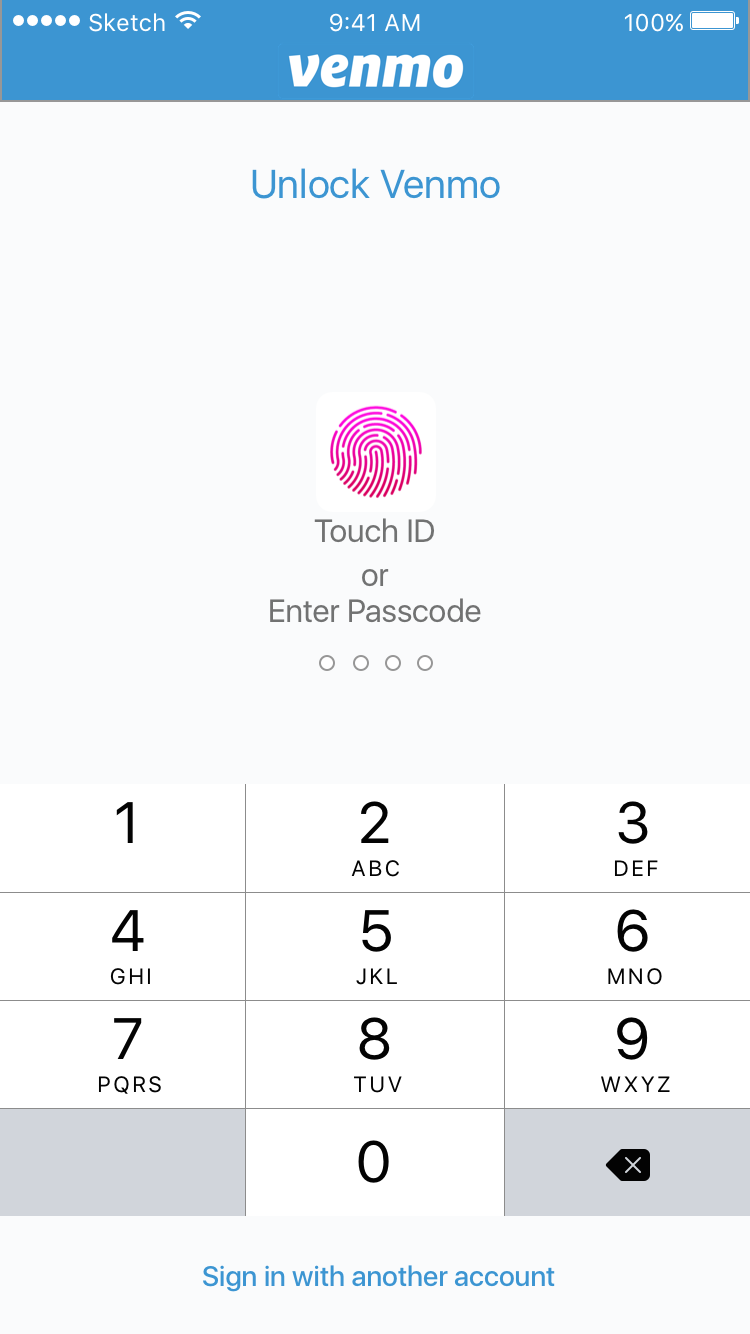 Sketch 9:41 AM 100%
venmo
Unlock Venmo
Touch ID
or
Enter Passcode
1 2 3
ABC DEF
4 5 6
GHI JKL MNO
7 8 9
PQRS TUV WXYZ
0
Sign in with another account